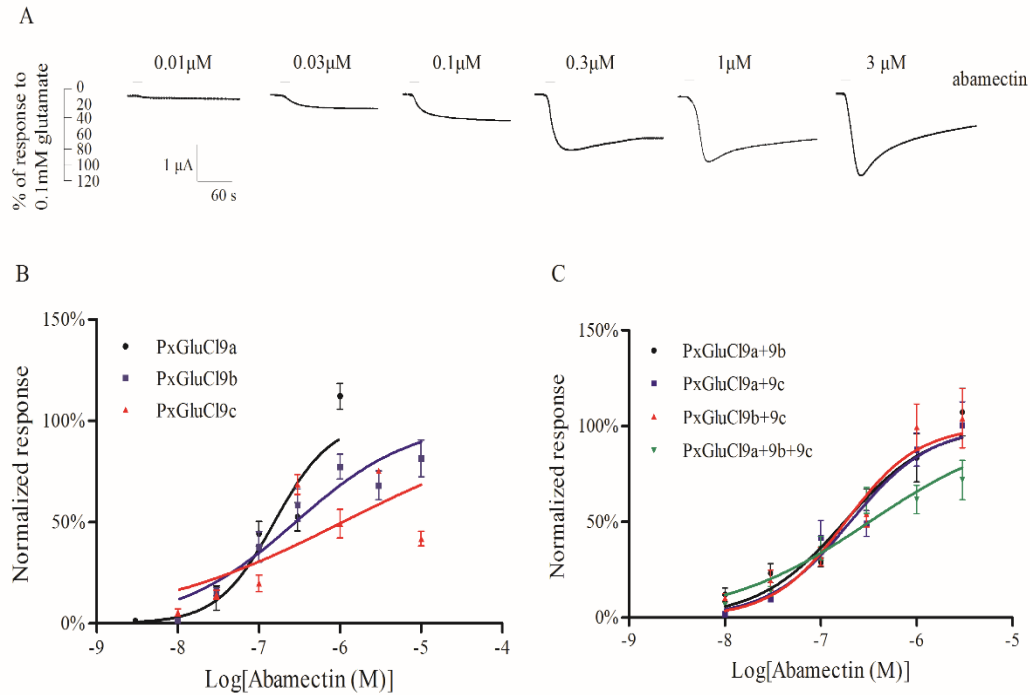 A
0.01μM
0.03μM
0.1μM
0.3μM
1μM
3 μM
abamectin
% of response to
0.1mM glutamate
0
20
40
60
80
100
120
1 μA
60 s
B
Normalized response
150%
100%
50%
0%
PxGluCl9a
PxGluCl9b
PxGluCl9c
-9
-8
-7
-6
-5
-4
Log[Abamectin (M)]
C
Normalized response
150%
100%
50%
0%
PxGluCl9a+9b
PxGluCl9a+9c
PxGluCl9b+9c
PxGluCl9a+9b+9c
-9
-8
-7
-6
-5
Log[Abamectin (M)]